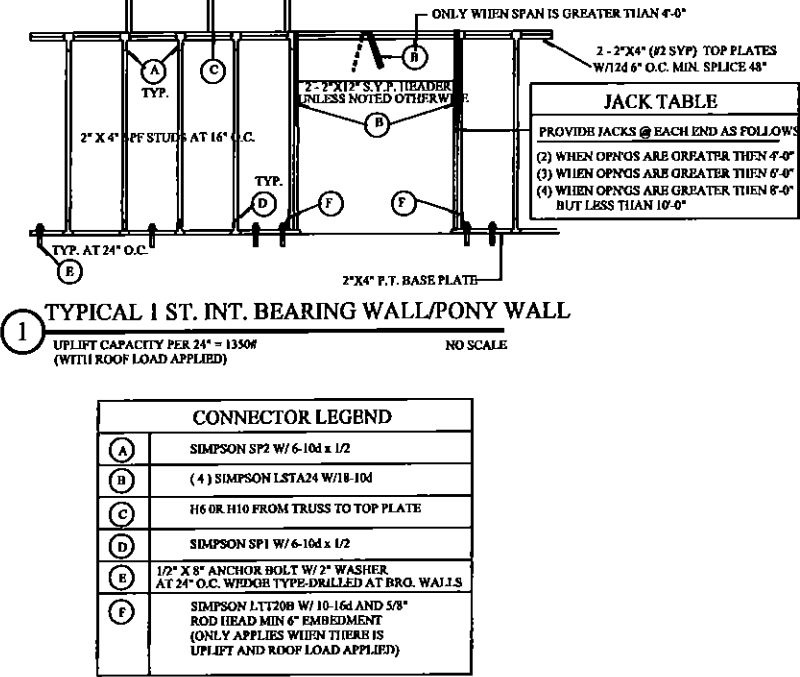 ONLY WHEN SPAN IS GREATER THAN 4'-0"
B
2 - 2"X4" (#2 SYP) TOP PLATES
W/12d 6" O.C. MIN. SPLICE 48"
A
TYP.
C
2 - 2"X12" S.Y.P. HEADER
UNLESS NOTED OTHERWISE
B
2" X 4" SPF STUDS AT 16" O.C.
JACK TABLE
PROVIDE JACKS @ EACH END AS FOLLOWS
(2) WHEN OPN'GS ARE GREATER THEN 4'-0"
(3) WHEN OPN'GS ARE GREATER THEN 6'-0"
(4) WHEN OPN'GS ARE GREATER THEN 8'-0"
BUT LESS THAN 10'-0"
TYP.
D
F
F
TYP. AT 24" O.C.
E
2"X4" P.T. BASE PLATE
1
TYPICAL 1 ST. INT. BEARING WALL/PONY WALL
UPLIFT CAPACITY PER 24" = 1350#
(WITH ROOF LOAD APPLIED)
NO SCALE
CONNECTOR LEGEND
A SIMPSON SP2 W/ 6-10d x 1/2
B ( 4 ) SIMPSON LSTA24 W/18-10d
C H6 0R H10 FROM TRUSS TO TOP PLATE
D SIMPSON SP1 W/ 6-10d x 1/2
E 1/2" X 8" ANCHOR BOLT W/ 2" WASHER
AT 24" O.C. WEDGE TYPE-DRILLED AT BRG. WALLS
F SIMPSON LTT20B W/ 10-16d AND 5/8"
ROD HEAD MIN 6" EMBEDMENT
(ONLY APPLIES WHEN THERE IS
UPLIFT AND ROOF LOAD APPLIED)